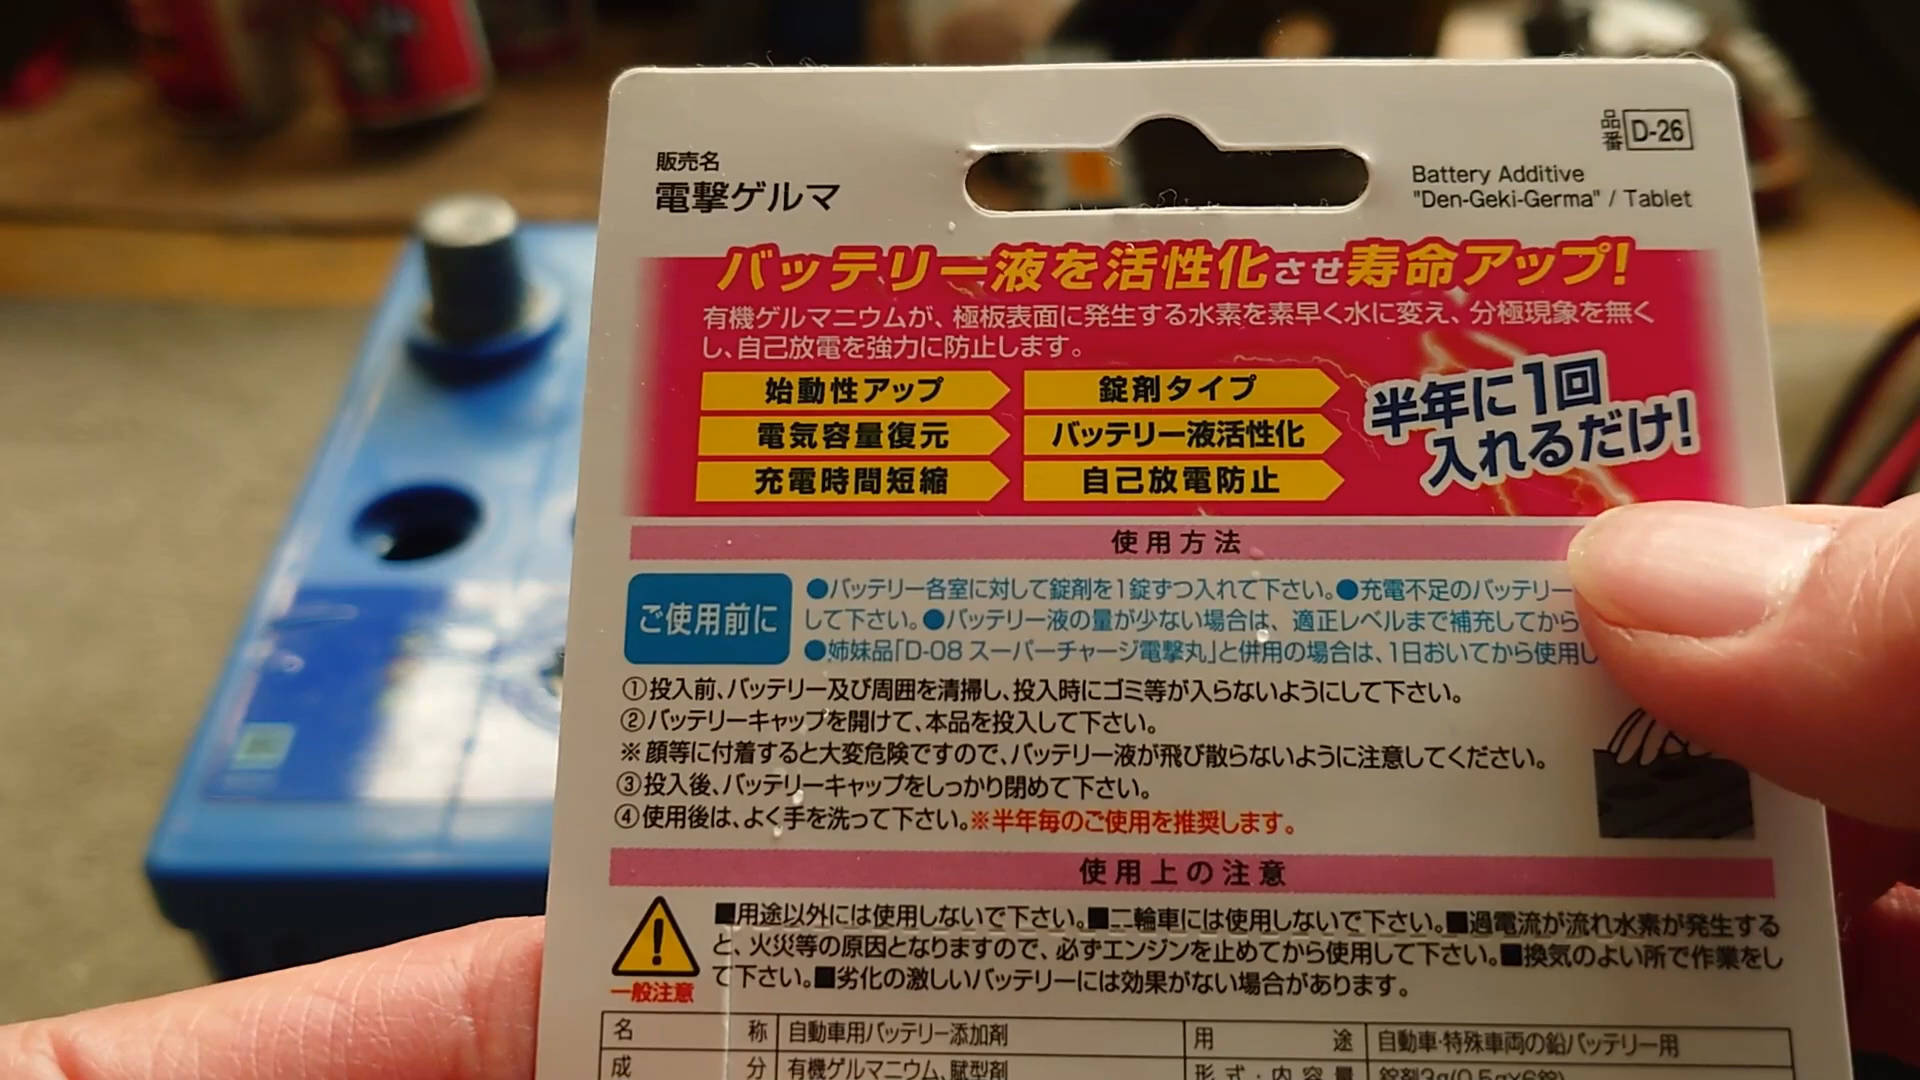 販売名
電撃ゲルマ
品番 D-26
Battery Additive
"Den-Geki-Germa" / Tablet
バッテリー液を活性化させ寿命アップ!
有機ゲルマニウムが、極板表面に発生する水素を素早く水に変え、分極現象を無く
し、自己放電を強力に防止します。
始動性アップ 錠剤タイプ
電気容量復元 バッテリー液活性化
充電時間短縮 自己放電防止
半年に1回
入れるだけ!
使用方法
ご使用前に
●バッテリー各室に対して錠剤を1錠ずつ入れて下さい。●充電不足のバッテリー
して下さい。●バッテリー液の量が少ない場合は、適正レベルまで補充してから
●姉妹品「D-08 スーパーチャージ電撃丸」と併用の場合は、1日おいてから使用し
①投入前、バッテリー及び周囲を清掃し、投入時にゴミ等が入らないようにして下さい。
②バッテリーキャップを開けて、本品を投入して下さい。
※顔等に付着すると大変危険ですので、バッテリー液が飛び散らないように注意してください。
③投入後、バッテリーキャップをしっかり閉めて下さい。
④使用後は、よく手を洗って下さい。※半年毎のご使用を推奨します。
使用上の注意
一般注意
■用途以外には使用しないで下さい。■二輪車には使用しないで下さい。■過電流が流れ水素が発生する
と、火災等の原因となりますので、必ずエンジンを止めてから使用して下さい。■換気のよい所で作業をし
て下さい。■劣化の激しいバッテリーには効果がない場合があります。
名称 自動車用バッテリー添加剤 用途 自動車・特殊車両の鉛バッテリー用
成分 有機ゲルマニウム、賦型剤 形式・内容量 錠剤3g(0.5g×6錠)